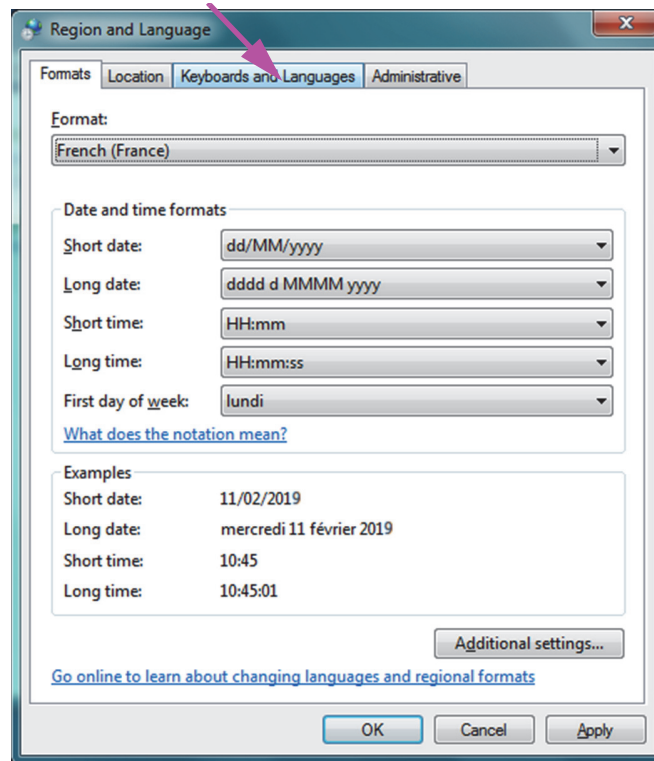 Region and Language
Formats Location Keyboards and Languages Administrative
Format:
French (France)
Date and time formats
Short date: dd/MM/yyyy
Long date: dddd d MMMM yyyy
Short time: HH:mm
Long time: HH:mm:ss
First day of week: lundi
What does the notation mean?
Examples
Short date: 11/02/2019
Long date: mercredi 11 février 2019
Short time: 10:45
Long time: 10:45:01
Additional settings...
Go online to learn about changing languages and regional formats
OK Cancel Apply